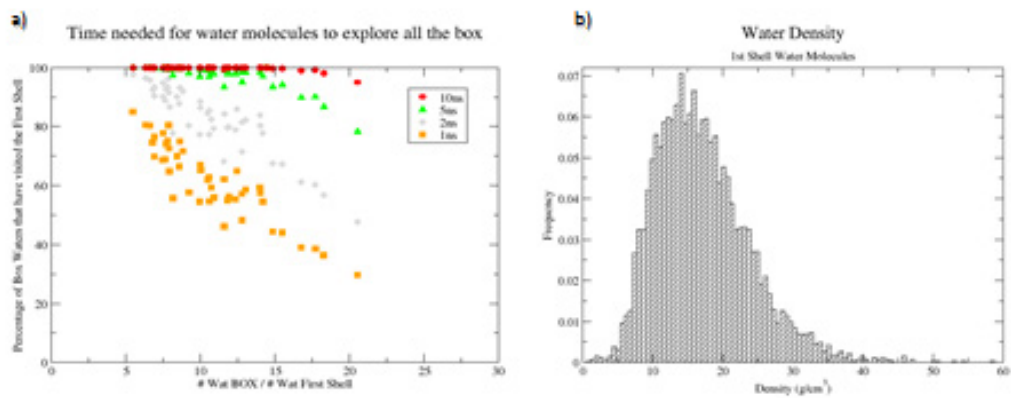 a)
Time needed for water molecules to explore all the box
Percentage of Box Waters that have visited the First Shell
100
80
60
40
20
0
10ns
5ns
2ns
1ns
0 5 10 15 20 25 30
# Wat BOX / # Wat First Shell
b)
Water Density
1st Shell Water Molecules
Frequency
0.07
0.06
0.05
0.04
0.03
0.02
0.01
0
0 10 20 30 40 50 60
Density (g/cm³)